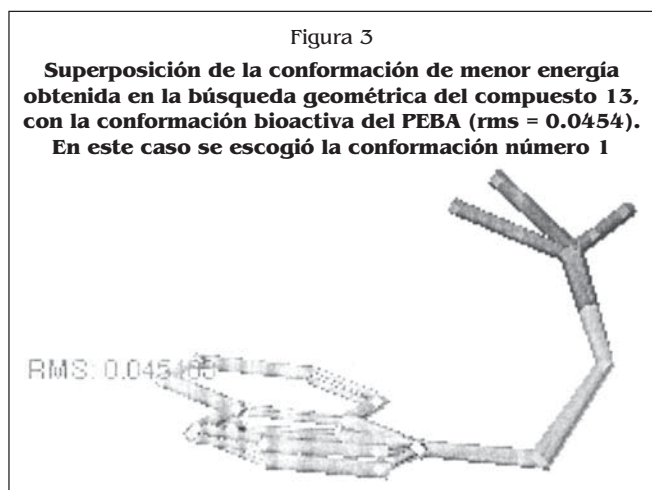 Figura 3
Superposición de la conformación de menor energía
obtenida en la búsqueda geométrica del compuesto 13,
con la conformación bioactiva del PEBA (rms = 0.0454).
En este caso se escogió la conformación número 1
RMS: